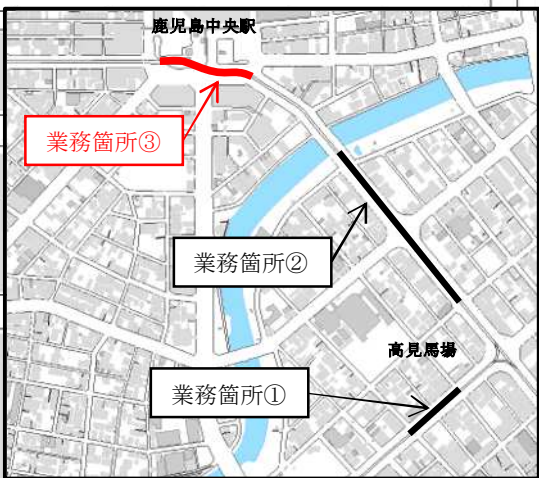 鹿児島中央駅
業務箇所③
業務箇所②
高見馬場
業務箇所①